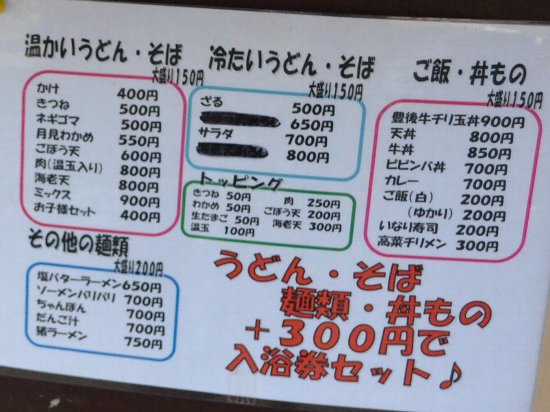 温かいうどん・そば
大盛り150円
かけ 400円
きつね 500円
ネギゴマ 500円
月見わかめ 550円
ごぼう天 600円
肉(温玉入り) 800円
海老天 800円
ミックス 900円
お子様セット 400円
その他の麺類
大盛り200円
塩バターラーメン 650円
ソーメンバリバリ 700円
ちゃんぽん 700円
だんご汁 700円
猪ラーメン 750円
冷たいうどん・そば
大盛り150円
ざる 500円
650円
サラダ 700円
800円
トッピング
きつね 50円 肉 250円
わかめ 50円 ごぼう天 200円
生たまご 50円 海老天 300円
温玉 100円
ご飯・丼もの
大盛り150円
豊後牛チリ玉丼 900円
天丼 800円
牛丼 850円
ビビンバ丼 700円
カレー 700円
ご飯(白) 200円
(ゆかり) 200円
いなり寿司 200円
高菜チリメン 300円
うどん・そば
麺類・丼もの
+300円で
入浴券セット♪